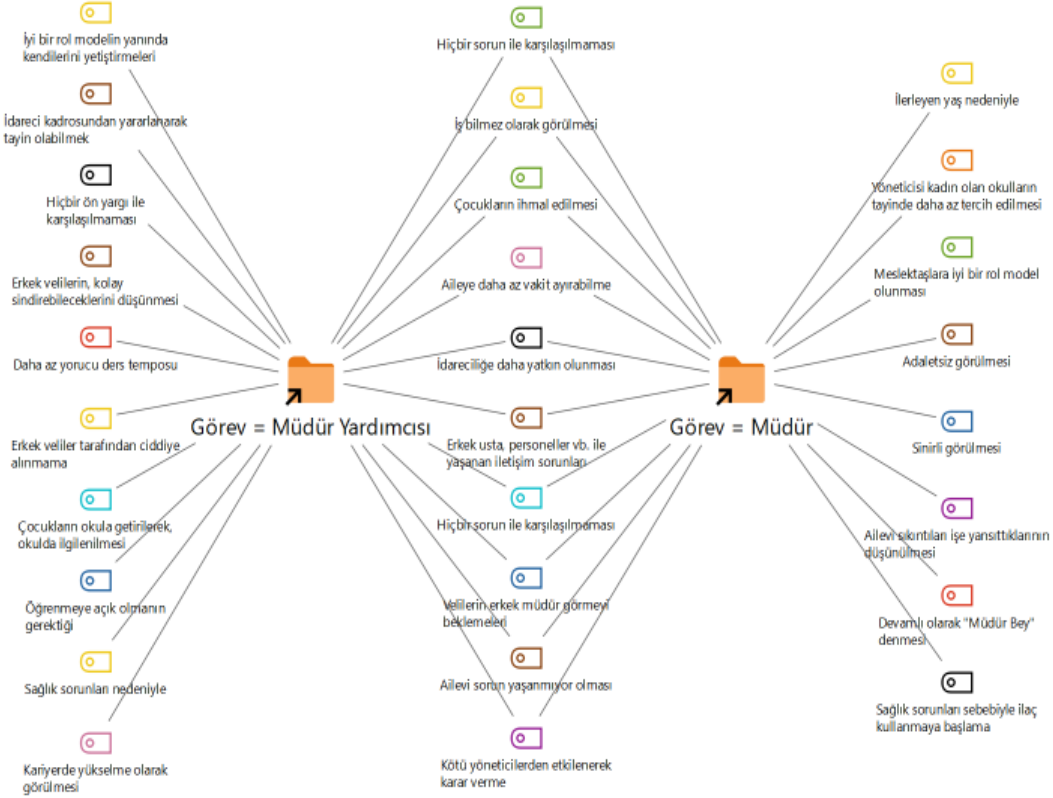 İyi bir rol modelin yanında
kendilerini yetiştirmeleri
İdareci kadrosundan yararlanarak
tayin olabilmek
Hiçbir ön yargı ile
karşılaşılmaması
Erkek velilerin, kolay
sindirebileceklerini düşünmesi
Daha az yorucu ders temposu
Erkek veliler tarafından ciddiye
alınmama
Çocukların okula getirilerek,
okulda ilgilenilmesi
Öğrenmeye açık olmanın
gerektiği
Sağlık sorunları nedeniyle
Kariyerde yükselme olarak
görülmesi
Görev = Müdür Yardımcısı
Hiçbir sorun ile karşılaşılmaması
İş bilmez olarak görülmesi
Çocukların ihmal edilmesi
Aileye daha az vakit ayırabilme
İdareciliğe daha yatkın olunması
Erkek usta, personeller vb. ile
yaşanan iletişim sorunları
Hiçbir sorun ile karşılaşılmaması
Velilerin erkek müdür görmeyi
beklemeleri
Ailevi sorun yaşanmıyor olması
Kötü yöneticilerden etkilenerek
karar verme
Görev = Müdür
İlerleyen yaş nedeniyle
Yöneticisi kadın olan okulların
tayinde daha az tercih edilmesi
Meslektaşlara iyi bir rol model
olunması
Adaletsiz görülmesi
Sinirli görülmesi
Ailevi sıkıntıları işe yansıttıklarının
düşünülmesi
Devamlı olarak "Müdür Bey"
denmesi
Sağlık sorunları sebebiyle ilaç
kullanmaya başlama